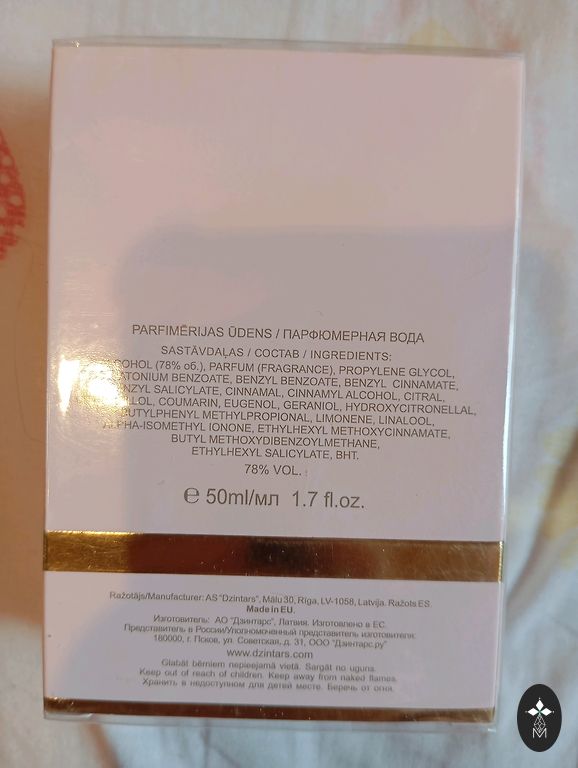 PARFIMĒRIJAS ŪDENS / ПАРФЮМЕРНАЯ ВОДА
SASTĀVDAĻAS / СОСТАВ / INGREDIENTS:
(78% об.), PARFUM (FRAGRANCE), PROPYLENE GLYCOL,
BENZOATE, BENZYL BENZOATE, BENZYL CINNAMATE,
SALICYLATE, CINNAMAL, CINNAMYL ALCOHOL, CITRAL,
COUMARIN, EUGENOL, GERANIOL, HYDROXYCITRONELLAL,
BUTYLPHENYL METHYLPROPIONAL, LIMONENE, LINALOOL,
ALPHA-ISOMETHYL IONONE, ETHYLHEXYL METHOXYCINNAMATE,
BUTYL METHOXYDIBENZOYLMETHANE,
ETHYLHEXYL SALICYLATE, BHT.
78% VOL.
℮ 50ml/мл 1.7 fl.oz.
Ražotājs/Manufacturer: AS "Dzintars", Mālu 30, Rīga, LV-1058, Latvija. Ražots ES.
Made in EU.
Изготовитель: АО "Дзинтарс", Латвия. Изготовлено в ЕС.
Представитель в России/Уполномоченный представитель изготовителя:
180000, г. Псков, ул. Советская, д. 31, ООО "Дзинтарс.ру"
www.dzintars.com
Glabāt bērniem nepieejamā vietā. Sargāt no uguns.
Keep out of reach of children. Keep away from naked flames.
Хранить в недоступном для детей месте. Беречь от огня.
M